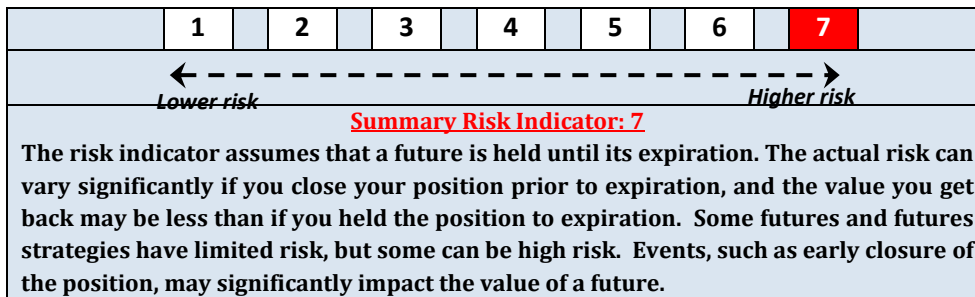 1 2 3 4 5 6 7
Lower risk Higher risk
Summary Risk Indicator: 7
The risk indicator assumes that a future is held until its expiration. The actual risk can
vary significantly if you close your position prior to expiration, and the value you get
back may be less than if you held the position to expiration. Some futures and futures
strategies have limited risk, but some can be high risk. Events, such as early closure of
the position, may significantly impact the value of a future.